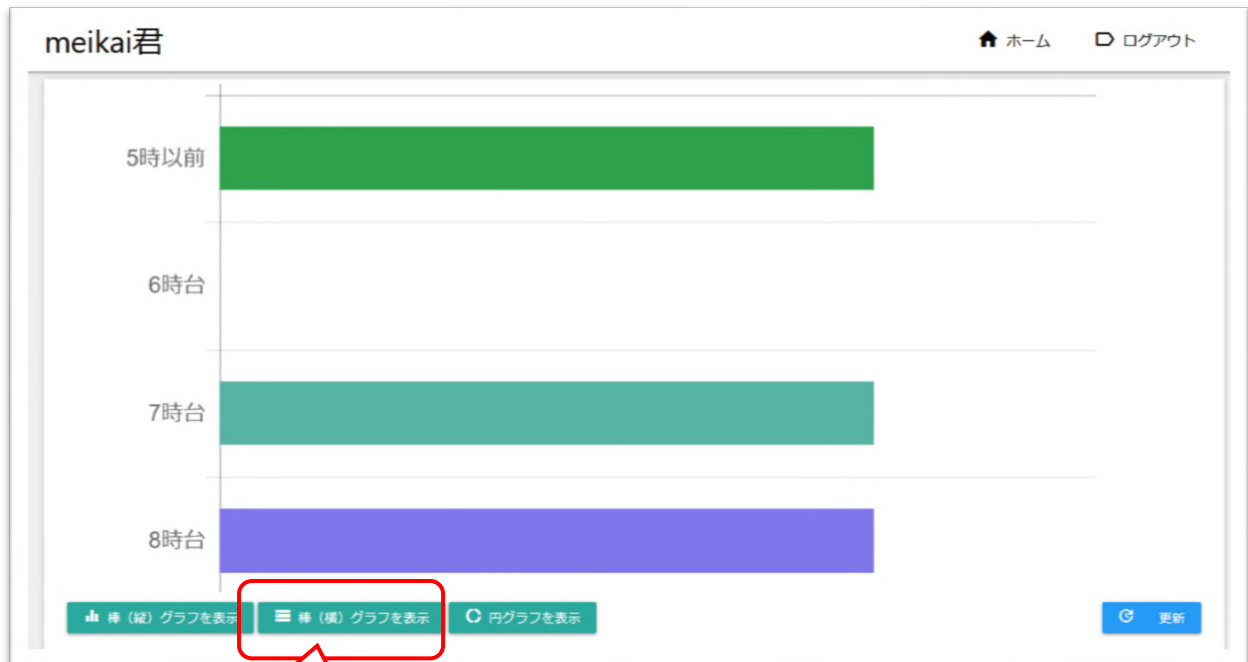 meikai君
ホーム
ログアウト
5時以前
6時台
7時台
8時台
棒（縦）グラフを表示
棒（横）グラフを表示
円グラフを表示
更新